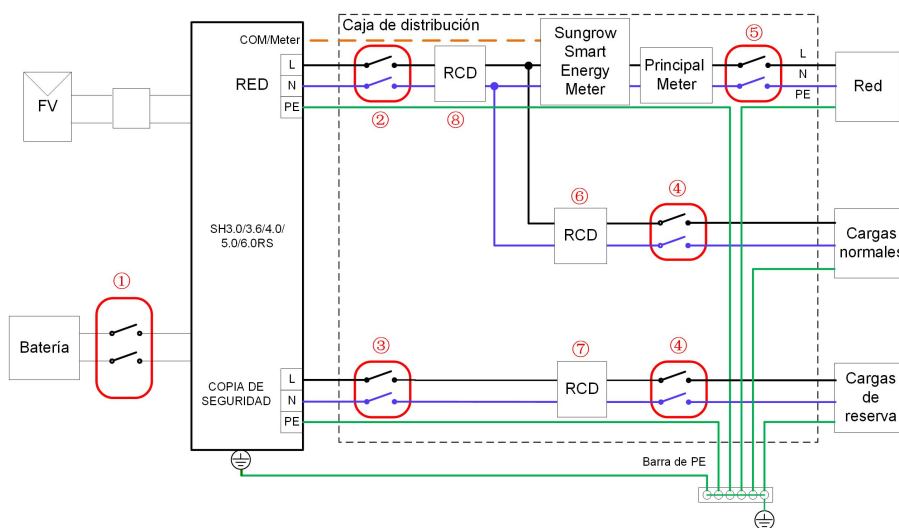 Caja de distribución
⑤
COM/Meter
Sungrow
Smart
Energy
Meter
L
RED
N
PE
RCD
Principal
Meter
L
N
PE
Red
FV
②
⑧
SH3.0/3.6/4.0/
5.0/6.0RS
⑥
RCD
④
Cargas
normales
①
Batería
③
⑦
④
COPIA DE
SEGURIDAD
L
N
PE
RCD
Cargas
de
reserva
Barra de PE